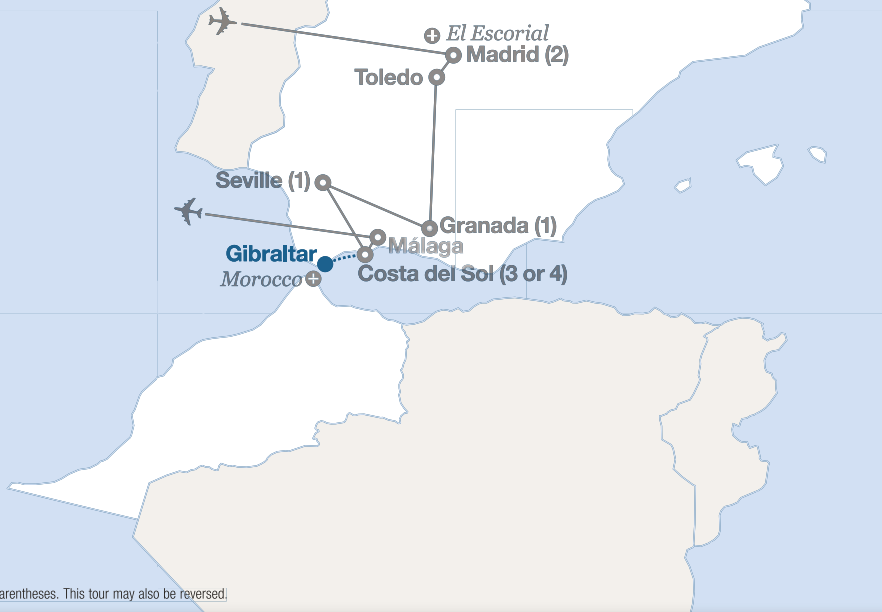 El Escorial
Madrid (2)
Toledo
Seville (1)
Granada (1)
Málaga
Gibraltar
Costa del Sol (3 or 4)
Morocco
arentheses. This tour may also be reversed.